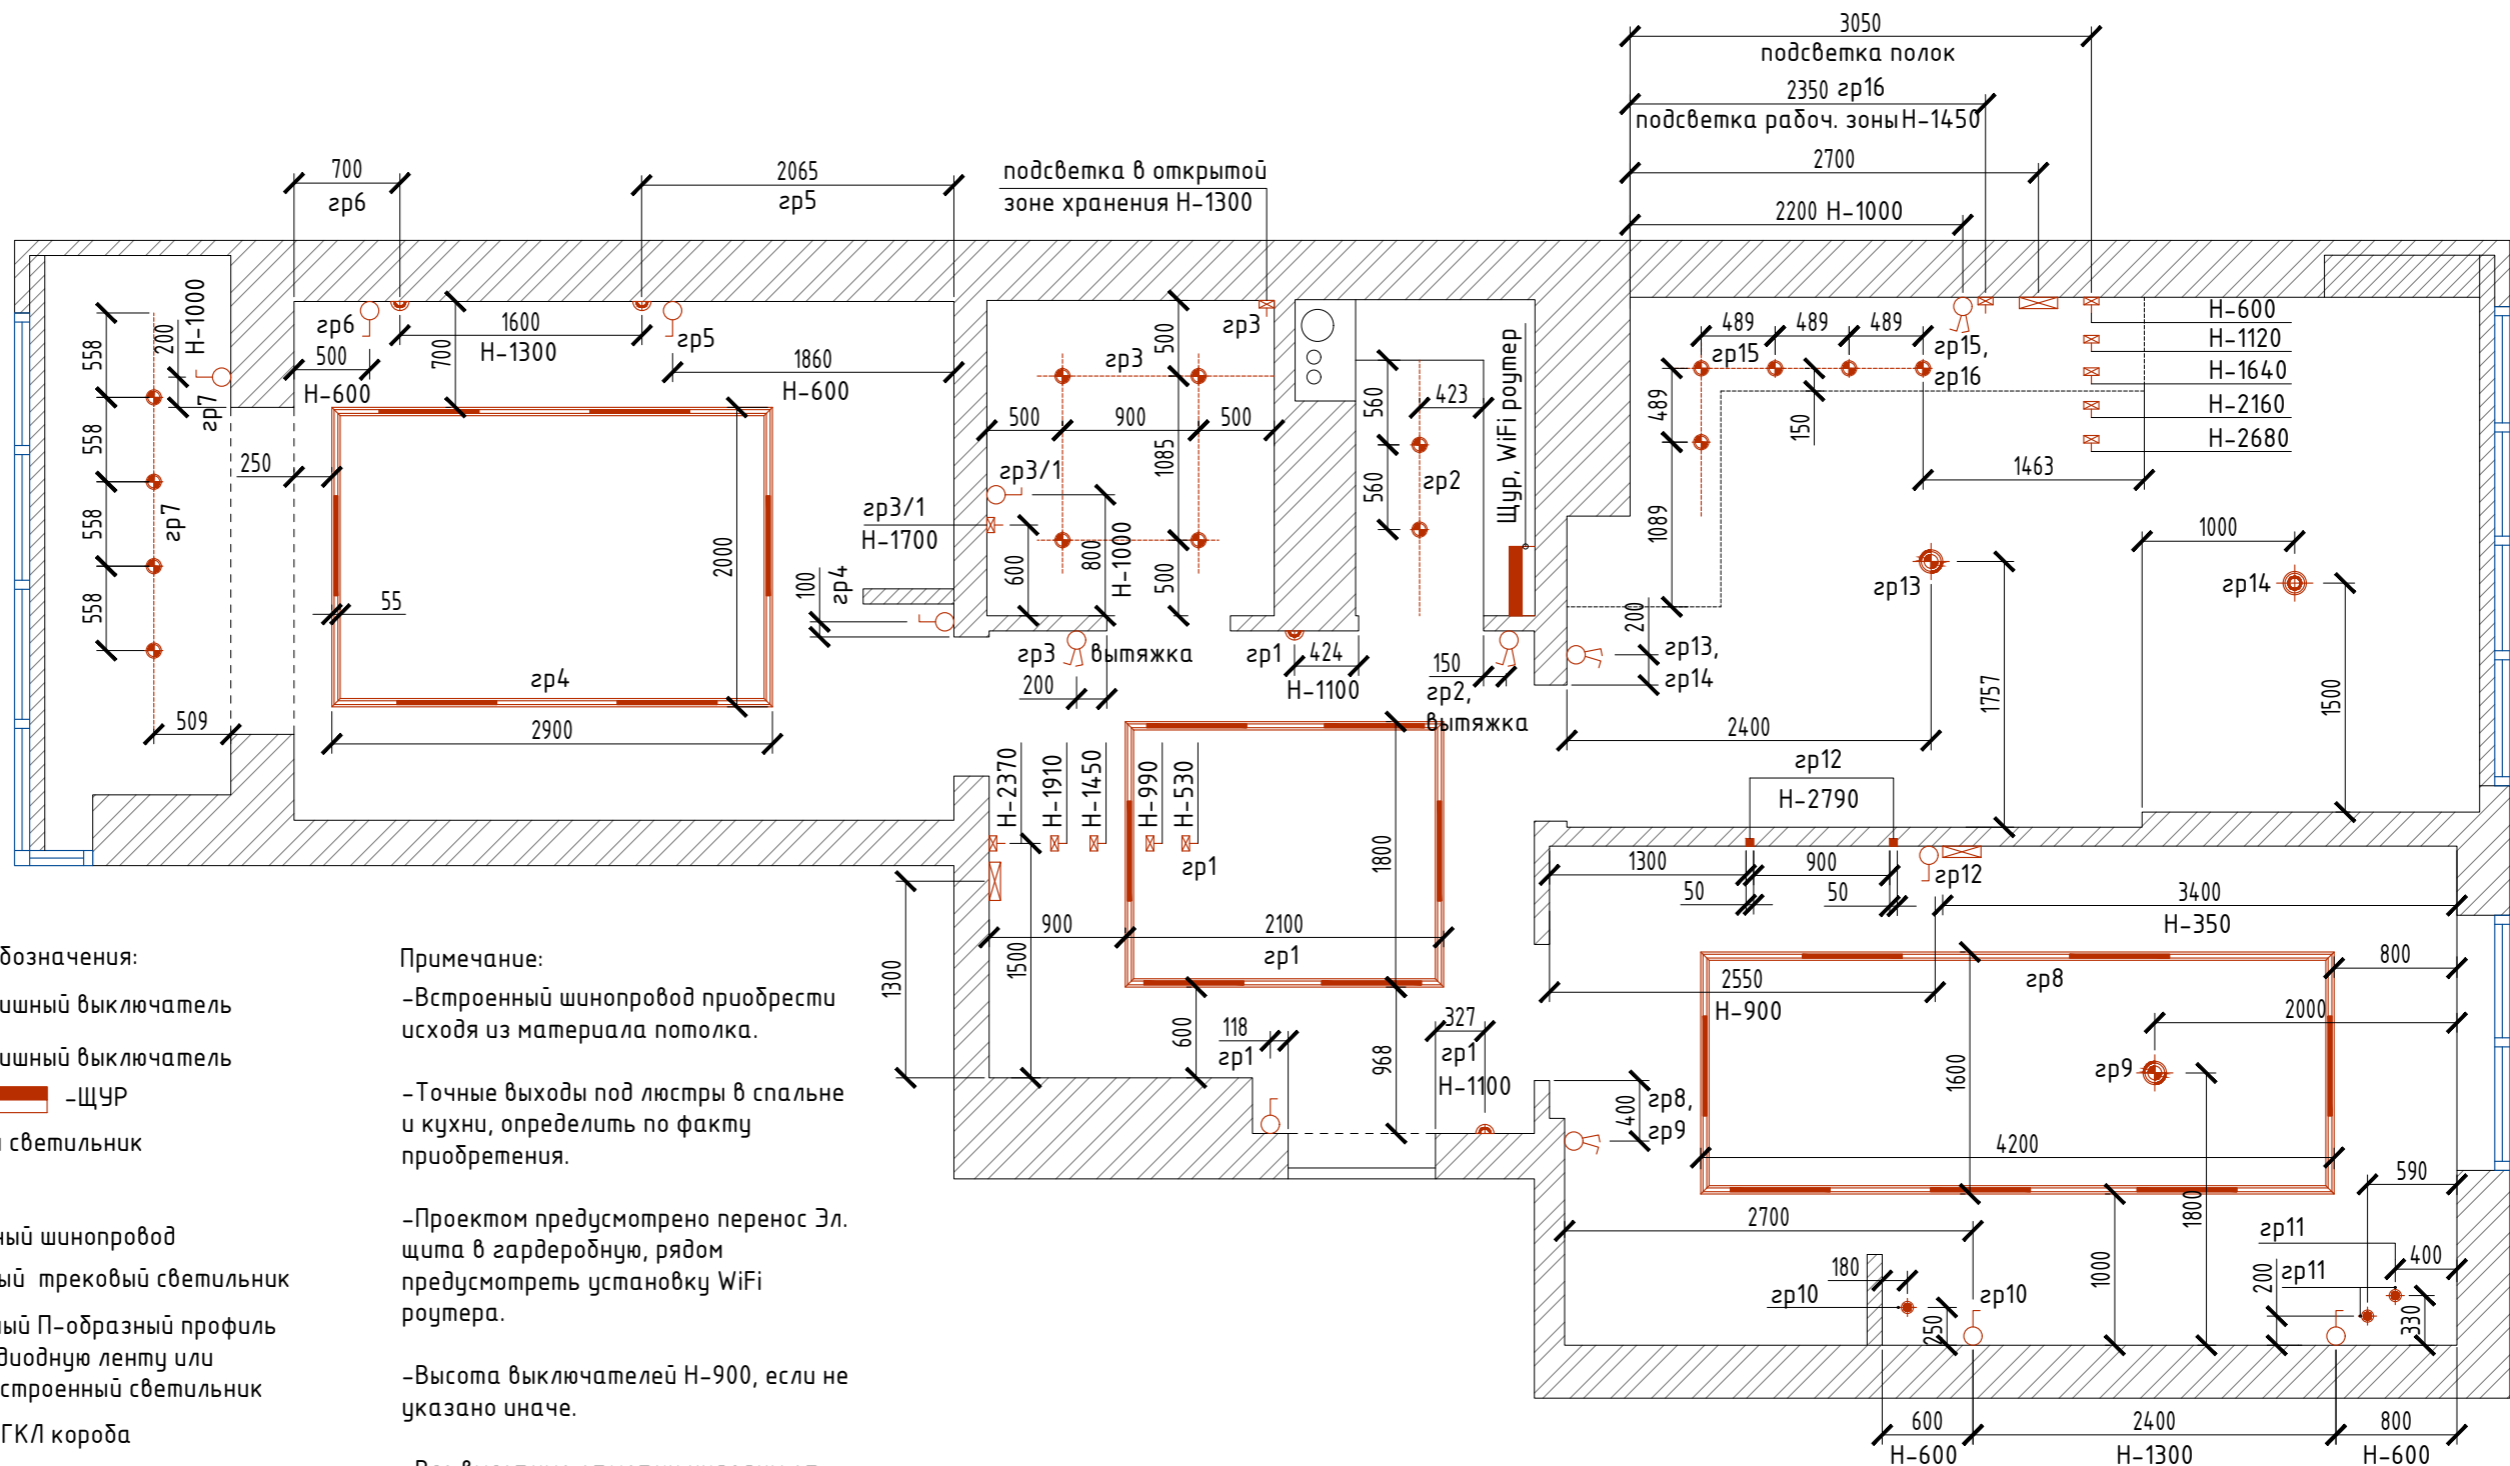 3050
подсветка полок
2350 гр16
подсветка рабоч. зоны Н-1450
2700
2200 Н-1000
700
гр6
2065
гр5
подсветка в открытой
зоне хранения Н-1300
558
558
558
558
200
Н-1000
гр7
гр7
509
250
55
гр6
500
Н-600
1600
Н-1300
700
гр5
1860
Н-600
2000
гр4
2900
100
гр4
гр3/1
Н-1700
гр3
гр3
500
500
900
500
1085
гр3/1
600
800
Н-1000
500
гр3
вытяжка
200
гр1
424
Н-1100
560
560
423
гр2
Щур, WiFi роутер
150
гр2,
вытяжка
489
489
489
гр15
гр15,
гр16
489
150
1089
1463
Н-600
Н-1120
Н-1640
Н-2160
Н-2680
1000
гр13
гр14
200
гр13,
гр14
1757
1500
2400
гр12
Н-2790
Н-2370
Н-1910
Н-1450
Н-990
Н-530
гр1
1800
900
2100
гр1
1300
1500
600
118
гр1
968
327
гр1
Н-1100
1300
900
50
50
гр12
3400
Н-350
800
2550
Н-900
гр8
2000
гр9
1600
400
гр8,
гр9
4200
1800
590
2700
гр11
180
гр10
гр10
250
1000
200
гр11
400
330
600
Н-600
2400
Н-1300
800
Н-600
бозначения:
ишный выключатель
ишный выключатель
-ЩУР
светильник
ный шинопровод
ый трековый светильник
ный П-образный профиль
диодную ленту или
строенный светильник
ГКЛ короба
Примечание:
-Встроенный шинопровод приобрести
исходя из материала потолка.
-Точные выходы под люстры в спальне
и кухни, определить по факту
приобретения.
-Проектом предусмотрено перенос Эл.
щита в гардеробную, рядом
предусмотреть установку WiFi
роутера.
-Высота выключателей Н-900, если не
указано иначе.